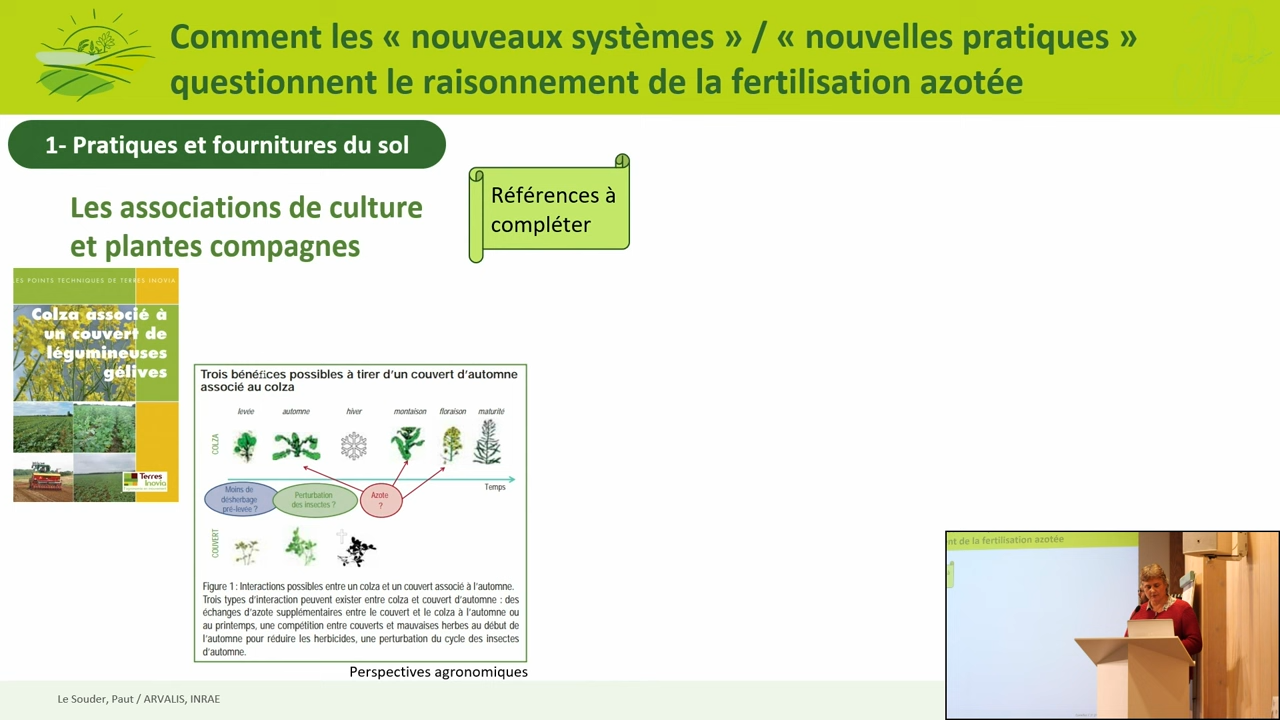 Comment les « nouveaux systèmes » / « nouvelles pratiques »
questionnent le raisonnement de la fertilisation azotée
1- Pratiques et fournitures du sol
Les associations de culture
et plantes compagnes
Références à
compléter
LES POINTS TECHNIQUES DE TERRES INOVIA
Colza associé à
un couvert de
légumineuses
gélives
Terres
Inovia
Trois bénéfices possibles à tirer d'un couvert d'automne
associé au colza
levée automne hiver montaison floraison maturité
COLZA
Temps
Moins de
désherbage
pré-levée ?
Perturbation
des insectes ?
Azote
?
COUVERT
Figure 1 : Interactions possibles entre un colza et un couvert associé à l'automne.
Trois types d'interaction peuvent exister entre colza et couvert d'automne : des
échanges d'azote supplémentaires entre le couvert et le colza à l'automne ou
au printemps, une compétition entre couverts et mauvaises herbes au début de
l'automne pour réduire les herbicides, une perturbation du cycle des insectes
d'automne.
Perspectives agronomiques
Le Souder, Paut / ARVALIS, INRAE
nt de la fertilisation azotée